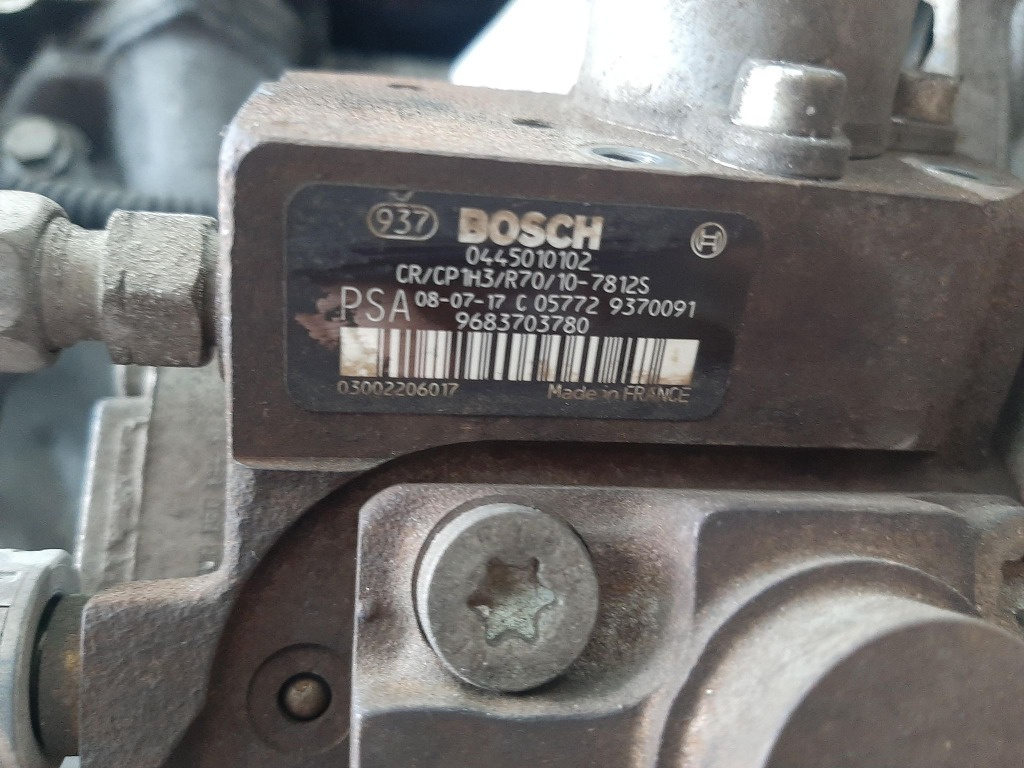 937 BOSCH
0445010102
CR/CP1H3/R70/10-7812S
PSA 08-07-17 C 05772 9370091
9683703780
03002206017 Made in FRANCE